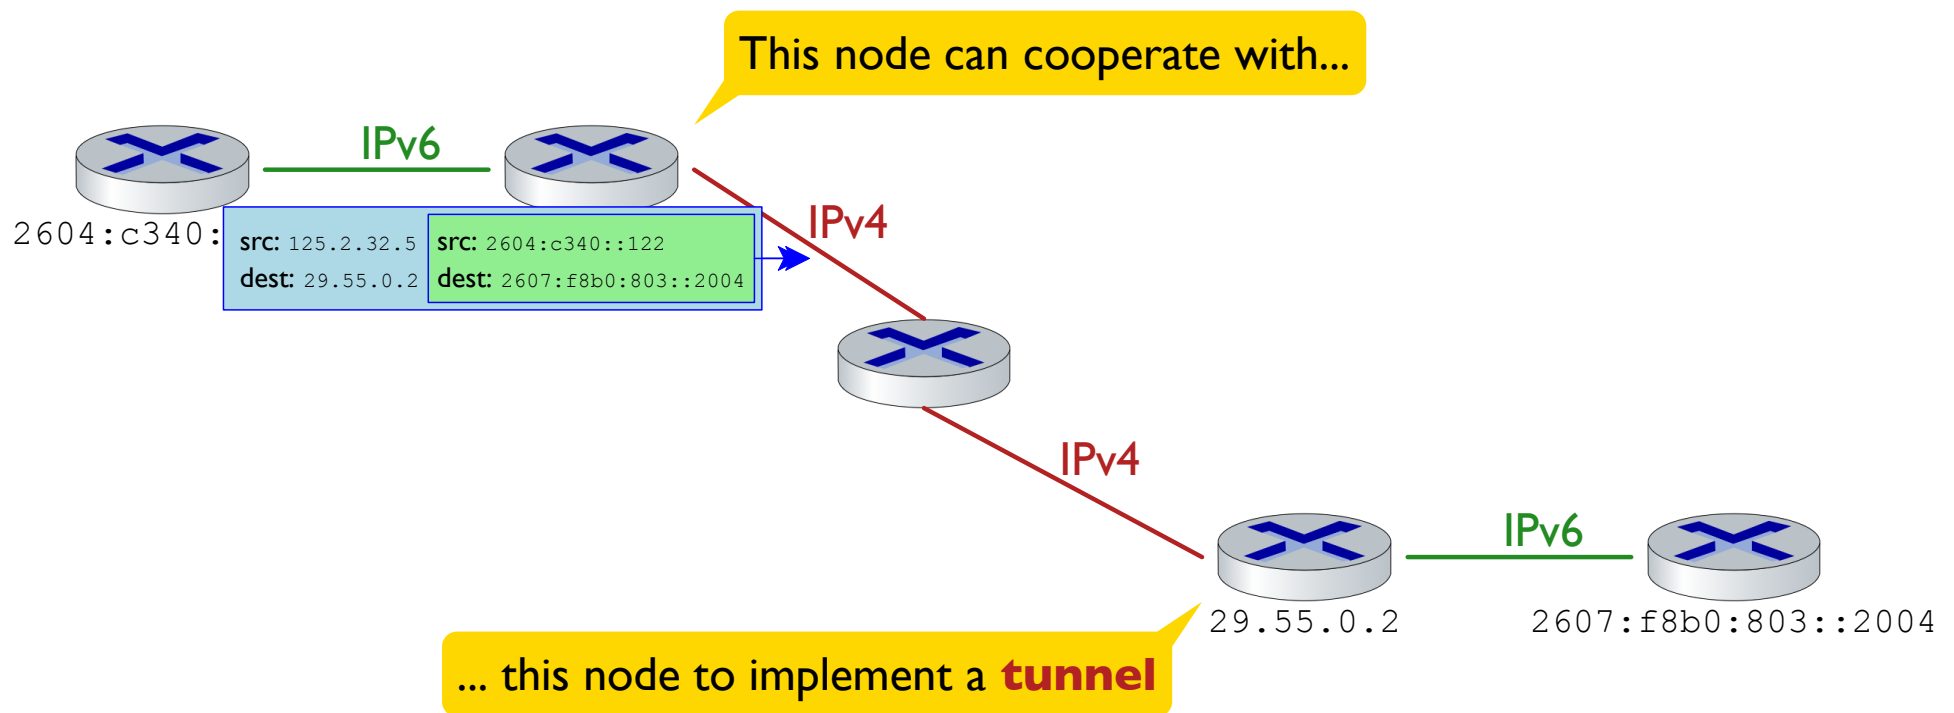 This node can cooperate with...
IPv6
2604:c340:
IPv4
src: 125.2.32.5 src: 2604:c340::122
dest: 29.55.0.2 dest: 2607:f8b0:803::2004
IPv4
IPv6
29.55.0.2 2607:f8b0:803::2004
... this node to implement a tunnel